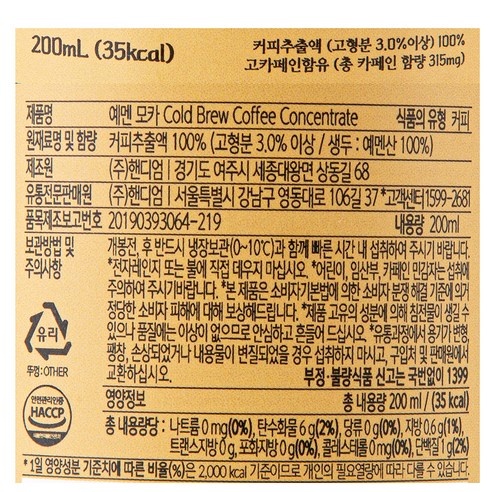 200mL (35kcal)
커피추출액 (고형분 3.0%이상) 100%
고카페인함유 (총 카페인 함량 315mg)
제품명 예멘 모카 Cold Brew Coffee Concentrate 식품의 유형 커피
원재료명 및 함량 커피추출액 100% (고형분 3.0% 이상 / 생두 : 예멘산 100%)
제조원 (주)핸디엄 | 경기도 여주시 세종대왕면 상동길 68
유통전문판매원 (주)핸디엄 | 서울특별시 강남구 영동대로 106길 37 *고객센터 1599-2681
품목제조보고번호 20190393064-219 내용량 200ml
보관방법 및 주의사항 개봉전, 후 반드시 냉장보관(0~10℃)과 함께 빠른 시간 내 섭취하여 주시기 바랍니다.
*전자레인지 또는 불에 직접 데우지 마십시오. *어린이, 임산부, 카페인 민감자는 섭취에
주의하여 주시기바랍니다. *본 제품은 소비자기본법에 의한 소비자 분쟁 해결 기준에 의거
정당한 소비자 피해에 대해 보상해드립니다. *제품 고유의 성분에 의해 침전물이 생길 수
있으나 품질에는 이상이 없으므로 안심하고 흔들어 드십시오. *유통과정에서 용기가 변형,
팽창, 손상되었거나 내용물이 변질되었을 경우 섭취하지 마시고, 구입처 및 판매원에서
교환하십시오. 부정·불량식품 신고는 국번없이 1399
유리
뚜껑: OTHER
안전관리인증
HACCP
식품의약품안전처
영양정보 총 내용량 200 ml / (35 kcal)
총 내용량당 : 나트륨 0 mg(0%), 탄수화물 6 g(2%), 당류 0 g(0%), 지방 0.6 g(1%),
트랜스지방 0g, 포화지방 0 g(0%), 콜레스테롤 0 mg(0%), 단백질 1 g(2%)
* 1일 영양성분 기준치에 따른 비율(%)은 2,000 kcal 기준이므로 개인의 필요열량에 따라 다를 수 있습니다.